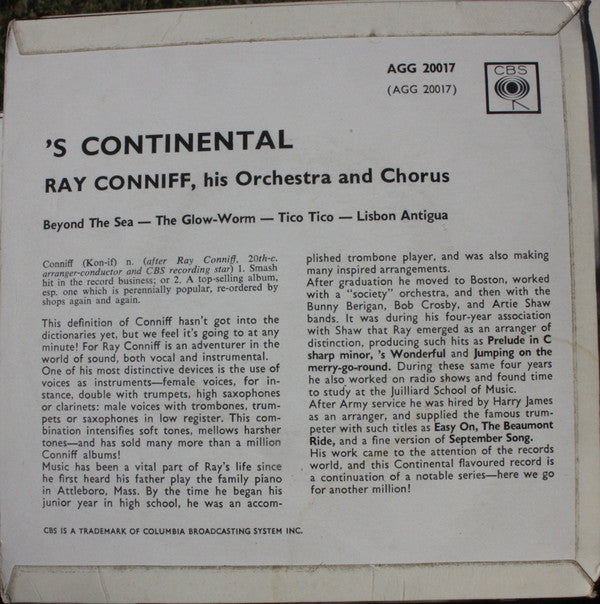 AGG 20017
(AGG 20017)
CBS
'S CONTINENTAL
RAY CONNIFF, his Orchestra and Chorus
Beyond The Sea — The Glow-Worm — Tico Tico — Lisbon Antigua
Conniff (Kon-if) n. (after Ray Conniff, 20th-c.
arranger-conductor and CBS recording star) 1. Smash
hit in the record business; or 2. A top-selling album,
esp. one which is perennially popular, re-ordered by
shops again and again.
This definition of Conniff hasn't got into the
dictionaries yet, but we feel it's going to at any
minute! For Ray Conniff is an adventurer in the
world of sound, both vocal and instrumental.
One of his most distinctive devices is the use of
voices as instruments—female voices, for in-
stance, double with trumpets, high saxophones
or clarinets: male voices with trombones, trum-
pets or saxophones in low register. This com-
bination intensifies soft tones, mellows harsher
tones—and has sold many more than a million
Conniff albums!
Music has been a vital part of Ray's life since
he first heard his father play the family piano
in Attleboro, Mass. By the time he began his
junior year in high school, he was an accom-
plished trombone player, and was also making
many inspired arrangements.
After graduation he moved to Boston, worked
with a "society" orchestra, and then with the
Bunny Berigan, Bob Crosby, and Artie Shaw
bands. It was during his four-year association
with Shaw that Ray emerged as an arranger of
distinction, producing such hits as Prelude in C
sharp minor, 's Wonderful and Jumping on the
merry-go-round. During these same four years
he also worked on radio shows and found time
to study at the Juilliard School of Music.
After Army service he was hired by Harry James
as an arranger, and supplied the famous trum-
peter with such titles as Easy On, The Beaumont
Ride, and a fine version of September Song.
His work came to the attention of the records
world, and this Continental flavoured record is
a continuation of a notable series—here we go
for another million!
CBS IS A TRADEMARK OF COLUMBIA BROADCASTING SYSTEM INC.